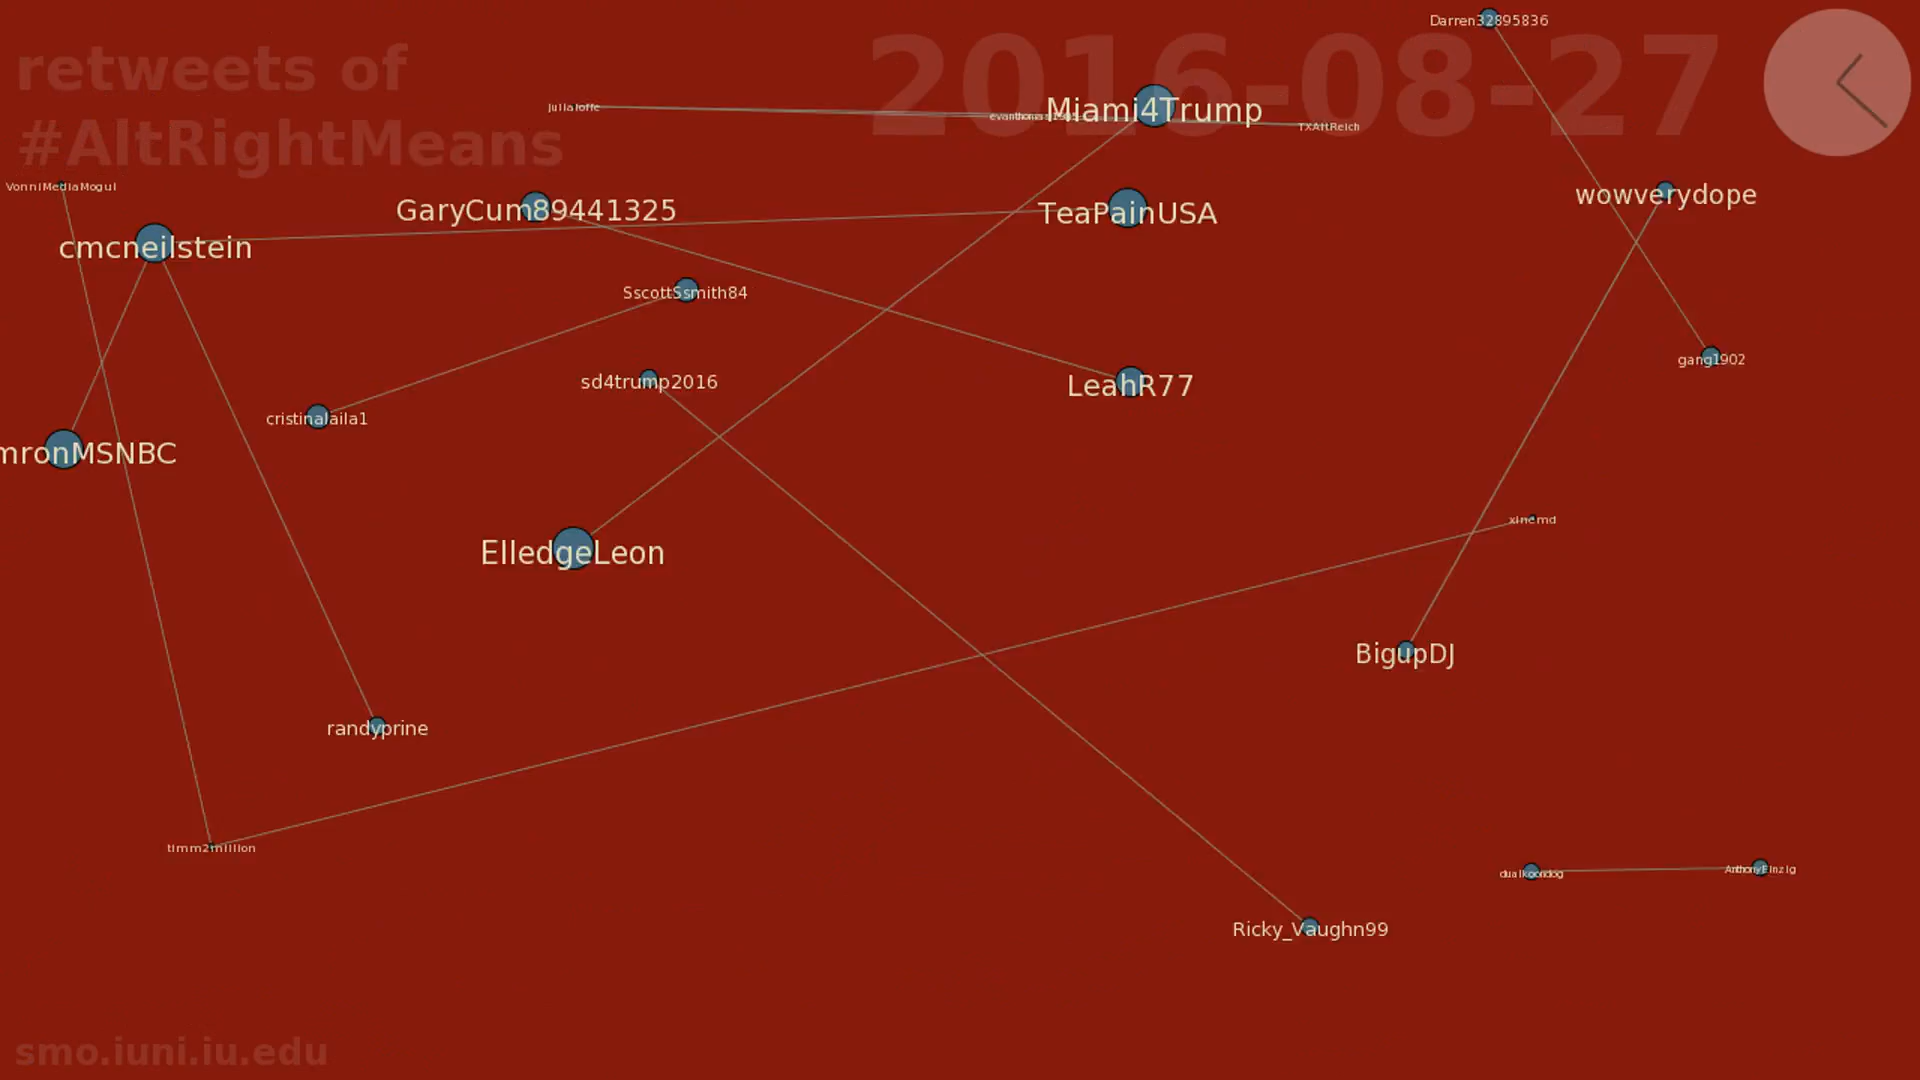 Darren32895836
2016-08-27
retweets of
#AltRightMeans
juliaioffe
Miami4Trump
TXAltReich
VonniMediaMogul
wowverydope
GaryCum89441325
TeaPainUSA
cmcneilstein
SscottSsmith84
gang1902
sd4trump2016
LeahR77
cristinalaila1
mronMSNBC
xinemd
ElledgeLeon
BigupDJ
randyprine
timm2million
AnthonyEinzig
Ricky_Vaughn99
smo.iuni.iu.edu